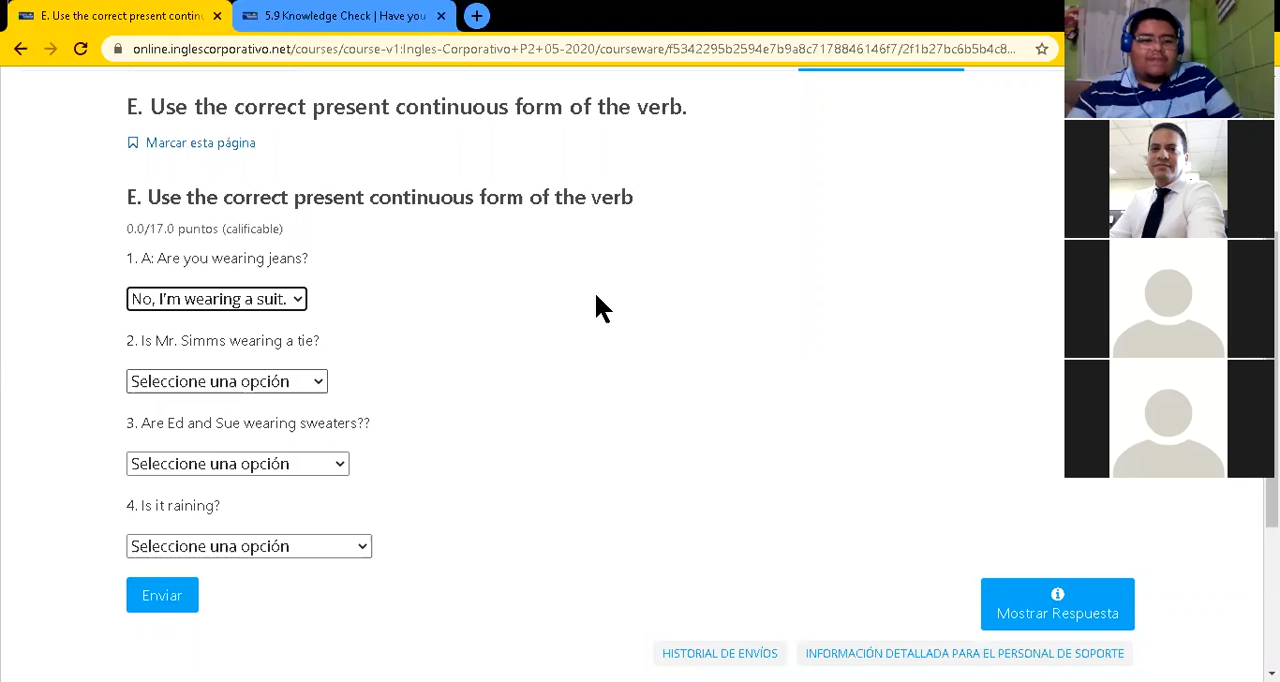 E. Use the correct present contin
5.9 Knowledge Check | Have you
online.inglescorporativo.net/courses/course-v1:Ingles-Corporativo+P2+05-2020/courseware/f5342295b2594e7b9a8c7178846146f7/2f1b27bc6b5b4c8...
E. Use the correct present continuous form of the verb.
Marcar esta página
E. Use the correct present continuous form of the verb
0.0/17.0 puntos (calificable)
1. A: Are you wearing jeans?
No, I'm wearing a suit.
2. Is Mr. Simms wearing a tie?
Seleccione una opción
3. Are Ed and Sue wearing sweaters??
Seleccione una opción
4. Is it raining?
Seleccione una opción
Enviar
Mostrar Respuesta
HISTORIAL DE ENVÍOS
INFORMACIÓN DETALLADA PARA EL PERSONAL DE SOPORTE